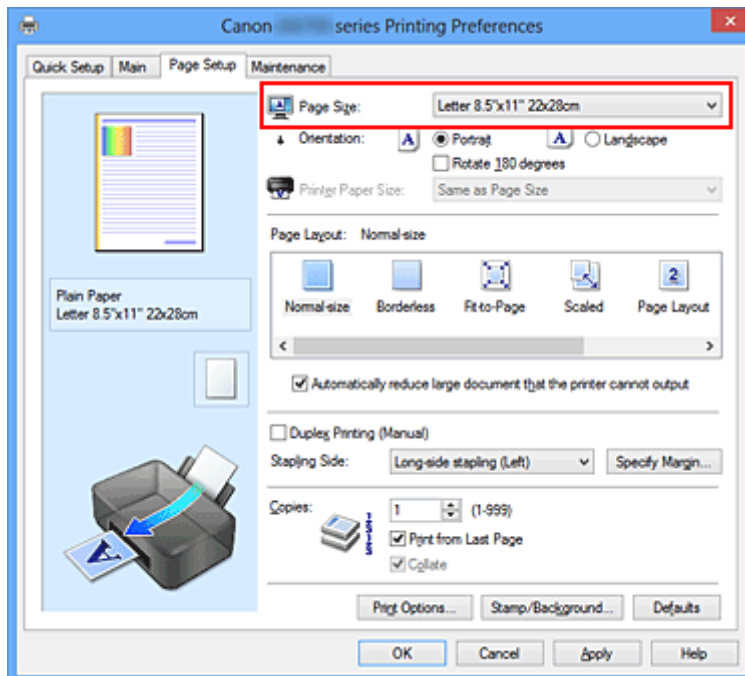 Canon series Printing Preferences
Quick Setup Main Page Setup Maintenance
Page Size: Letter 8.5"x11" 22x28cm
Orientation: A Portrait A Landscape
Rotate 180 degrees
Printer Paper Size: Same as Page Size
Page Layout: Normal-size
2
Normal-size Borderless Fit-to-Page Scaled Page Layout
Plain Paper
Letter 8.5"x11" 22x28cm
Automatically reduce large document that the printer cannot output
Duplex Printing (Manual)
Stapling Side: Long-side stapling (Left) Specify Margin...
Copies: 1 (1-999)
Print from Last Page
Collate
A
Print Options... Stamp/Background... Defaults
OK Cancel Apply Help